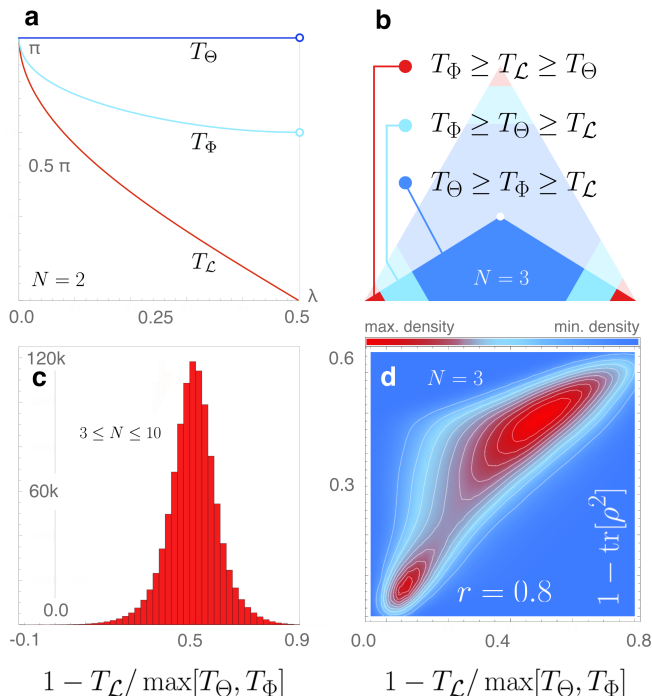 a
π
T_Θ
T_Φ
0.5 π
T_ℒ
N = 2
λ
0.0
0.25
0.5
b
T_Φ ≥ T_ℒ ≥ T_Θ
T_Φ ≥ T_Θ ≥ T_ℒ
T_Θ ≥ T_Φ ≥ T_ℒ
N = 3
c
120k
3 ≤ N ≤ 10
60k
0.0
-0.1
0.5
0.9
1 − T_ℒ / max[T_Θ, T_Φ]
max. density
min. density
0.6
d
N = 3
0.3
1 − tr[ρ²]
r = 0.8
0.0
0.4
0.8
1 − T_ℒ / max[T_Θ, T_Φ]